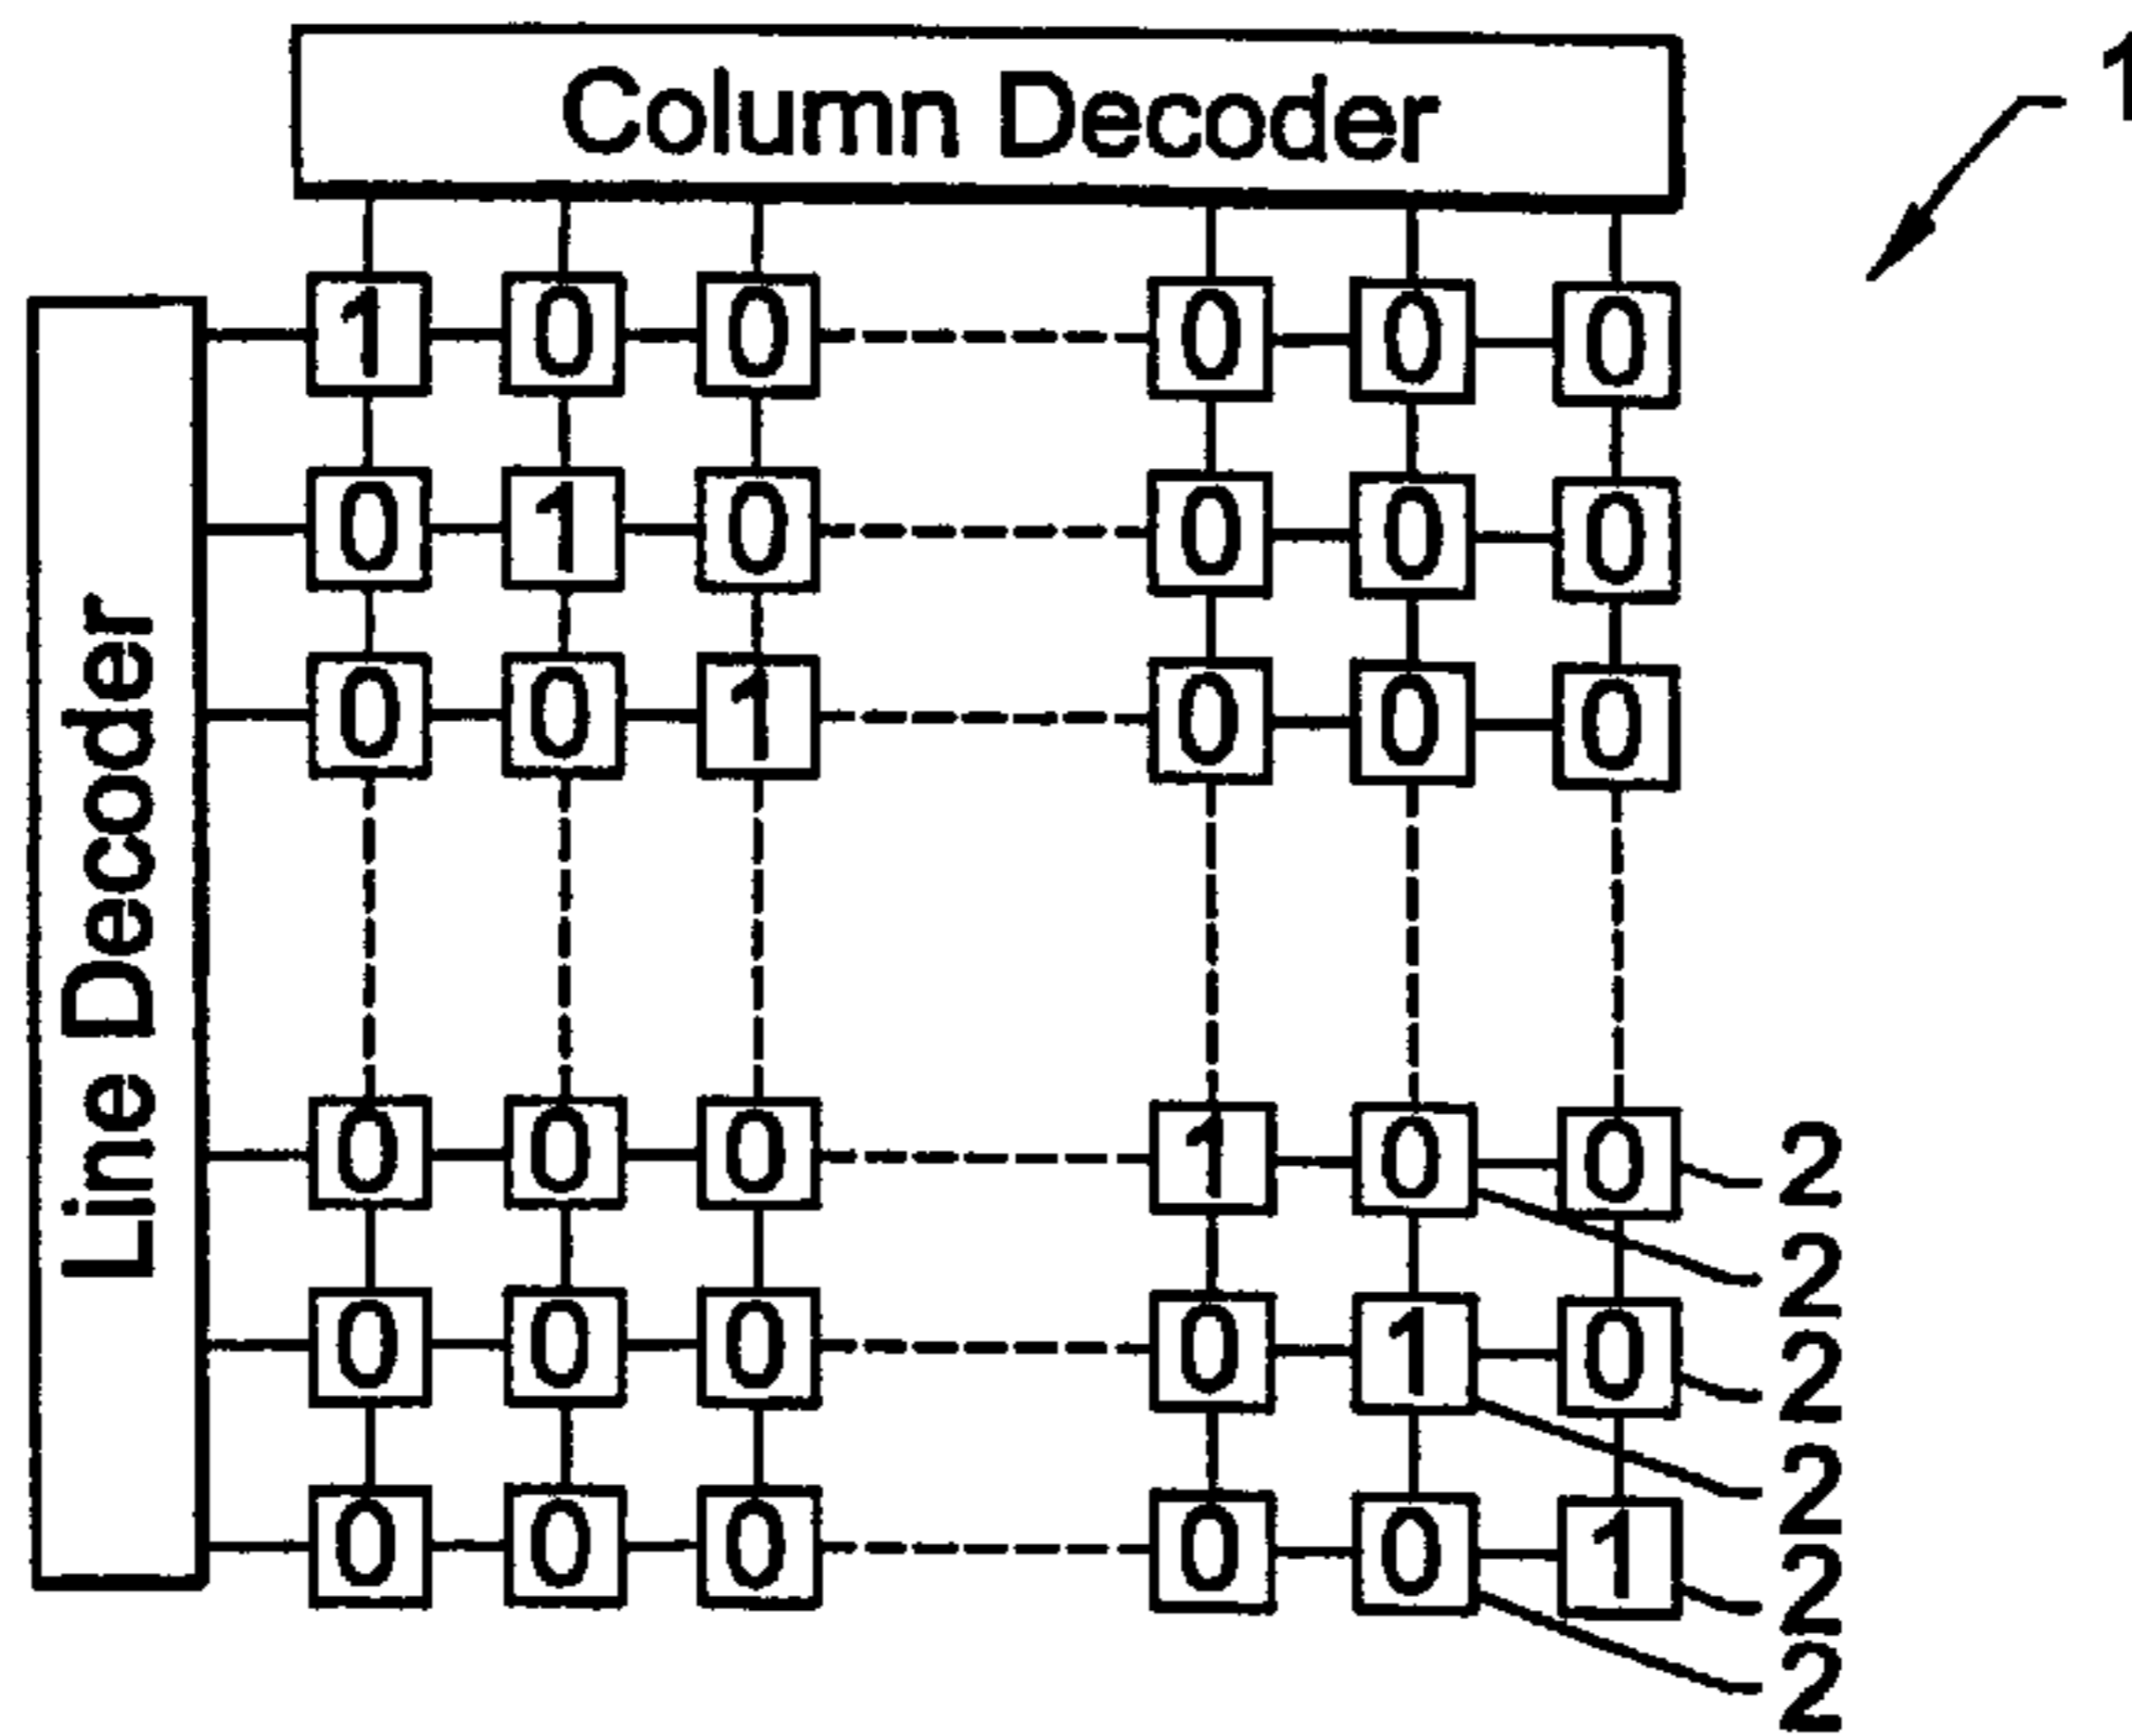 Column Decoder
1
Line Decoder
1 0 0 0 0 0
0 1 0 0 0 0
0 0 1 0 0 0
0 0 0 1 0 0 2
2
0 0 0 0 1 0 2
2
0 0 0 0 0 1 2
2